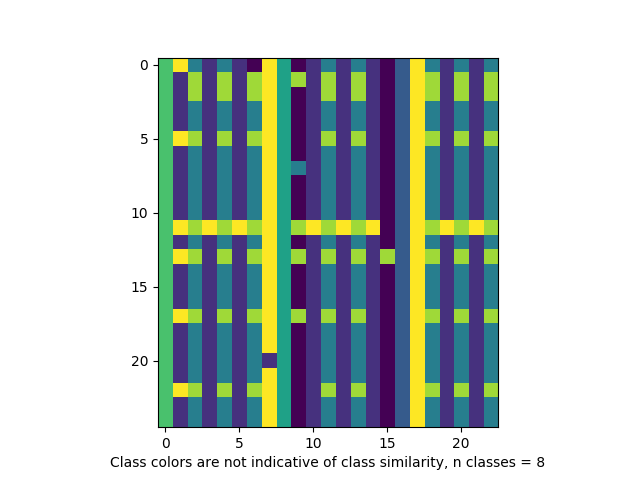 0
5
10
15
20
0 5 10 15 20
Class colors are not indicative of class similarity, n classes = 8